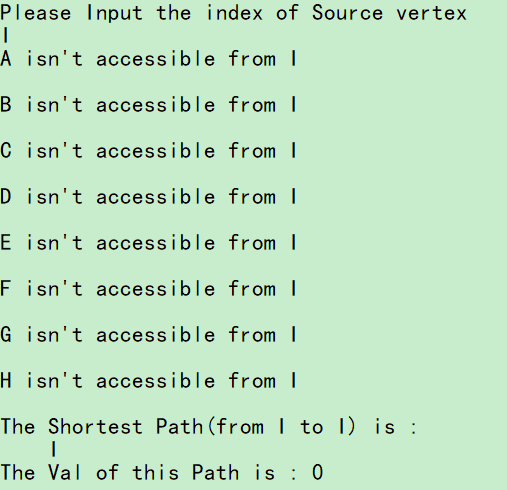 Please Input the index of Source vertex
I
A isn't accessible from I
B isn't accessible from I
C isn't accessible from I
D isn't accessible from I
E isn't accessible from I
F isn't accessible from I
G isn't accessible from I
H isn't accessible from I
The Shortest Path(from I to I) is :
I
The Val of this Path is : 0